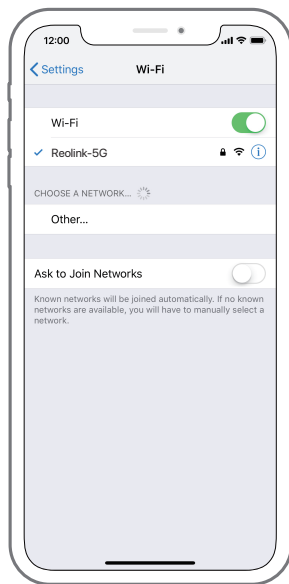 12:00
Settings
Wi-Fi
Wi-Fi
Reolink-5G
CHOOSE A NETWORK...
Other...
Ask to Join Networks
Known networks will be joined automatically. If no known
networks are available, you will have to manually select a
network.